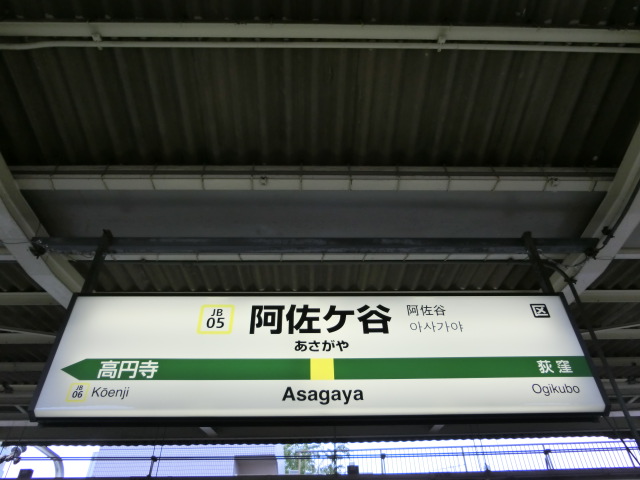 JB
05
阿佐ケ谷
阿佐谷
아사가야
区
あさがや
高円寺
荻窪
JB
06
Kōenji
Asagaya
Ogikubo